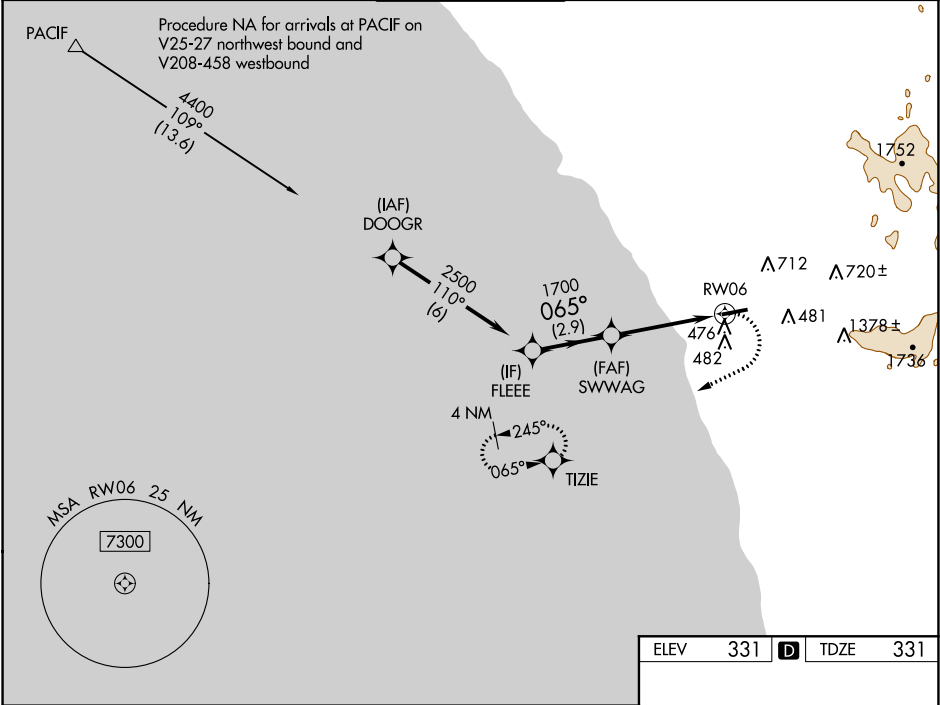 PACIF
Procedure NA for arrivals at PACIF on
V25-27 northwest bound and
V208-458 westbound
4400
109°
(13.6)
1752
(IAF)
DOOGR
2500
110°
(6)
1700
065°
(2.9)
RW06
712
720±
481
1378±
476
482
1736
(IF)
FLEEE
(FAF)
SWWAG
4 NM
245°
065°
TIZIE
MSA RW06 25 NM
7300
ELEV 331 D TDZE 331